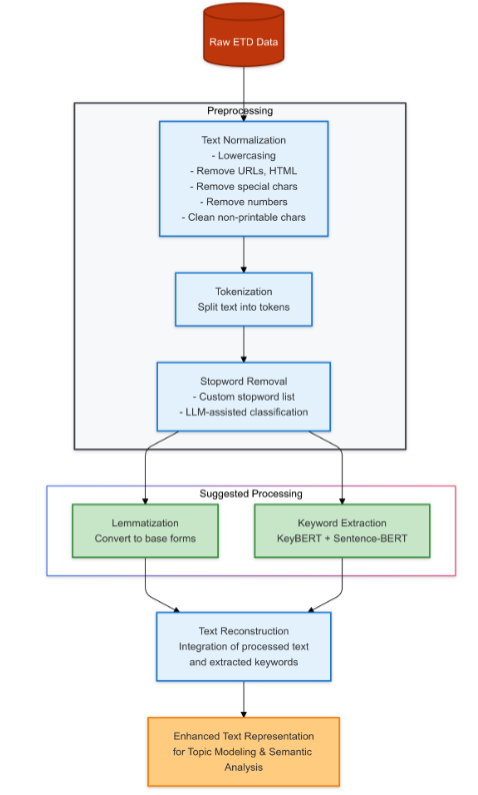 Raw ETD Data
Preprocessing
Text Normalization
- Lowercasing
- Remove URLs, HTML
- Remove special chars
- Remove numbers
- Clean non-printable chars
Tokenization
Split text into tokens
Stopword Removal
- Custom stopword list
- LLM-assisted classification
Suggested Processing
Lemmatization
Convert to base forms
Keyword Extraction
KeyBERT + Sentence-BERT
Text Reconstruction
Integration of processed text
and extracted keywords
Enhanced Text Representation
for Topic Modeling & Semantic
Analysis